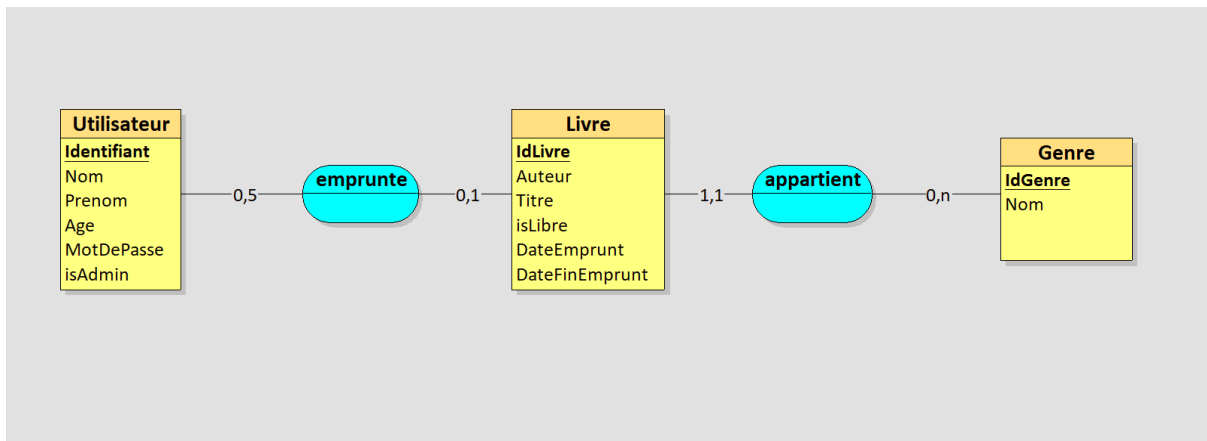 Utilisateur
Identifiant
Nom
Prenom
Age
MotDePasse
isAdmin
0,5
emprunte
0,1
Livre
IdLivre
Auteur
Titre
isLibre
DateEmprunt
DateFinEmprunt
1,1
appartient
0,n
Genre
IdGenre
Nom